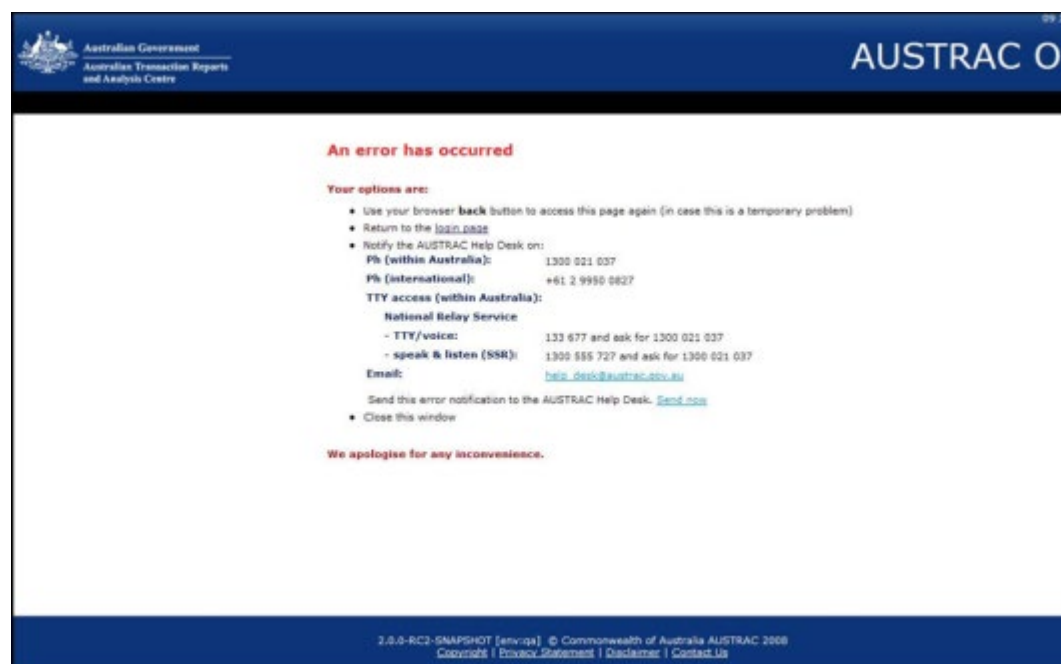 09
Australian Government
Australian Transaction Reports
and Analysis Centre
AUSTRAC O
An error has occurred
Your options are:
• Use your browser back button to access this page again (in case this is a temporary problem)
• Return to the login page
• Notify the AUSTRAC Help Desk on:
Ph (within Australia): 1300 021 037
Ph (international): +61 2 9950 0827
TTY access (within Australia):
National Relay Service
- TTY/voice: 133 677 and ask for 1300 021 037
- speak & listen (SSR): 1300 555 727 and ask for 1300 021 037
Email: help_desk@austrac.gov.au
Send this error notification to the AUSTRAC Help Desk. Send now
• Close this window
We apologise for any inconvenience.
2.0.0-RC2-SNAPSHOT [env:qa] © Commonwealth of Australia AUSTRAC 2008
Copyright | Privacy Statement | Disclaimer | Contact Us